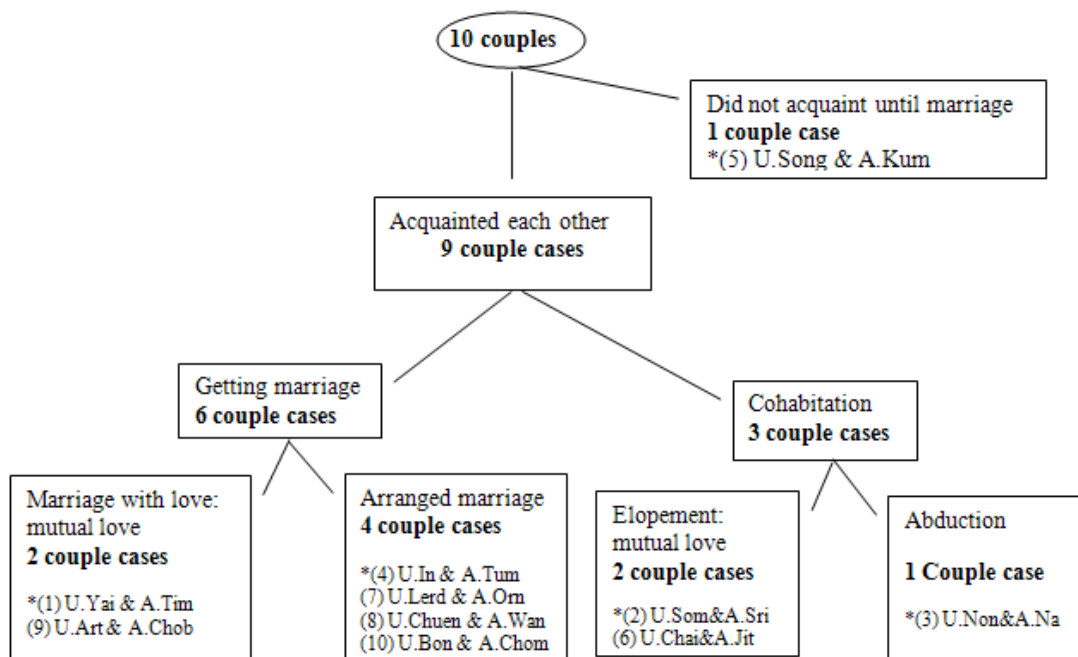 10 couples
Did not acquaint until marriage
1 couple case
*(5) U.Song & A.Kum
Acquainted each other
9 couple cases
Getting marriage
6 couple cases
Cohabitation
3 couple cases
Marriage with love:
mutual love
2 couple cases
*(1) U.Yai & A.Tim
(9) U.Art & A.Chob
Arranged marriage
4 couple cases
*(4) U.In & A.Tum
(7) U.Lerd & A.Orn
(8) U.Chuen & A.Wan
(10) U.Bon & A.Chom
Elopement:
mutual love
2 couple cases
*(2) U.Som&A.Sri
(6) U.Chai&A.Jit
Abduction
1 Couple case
*(3) U.Non&A.Na